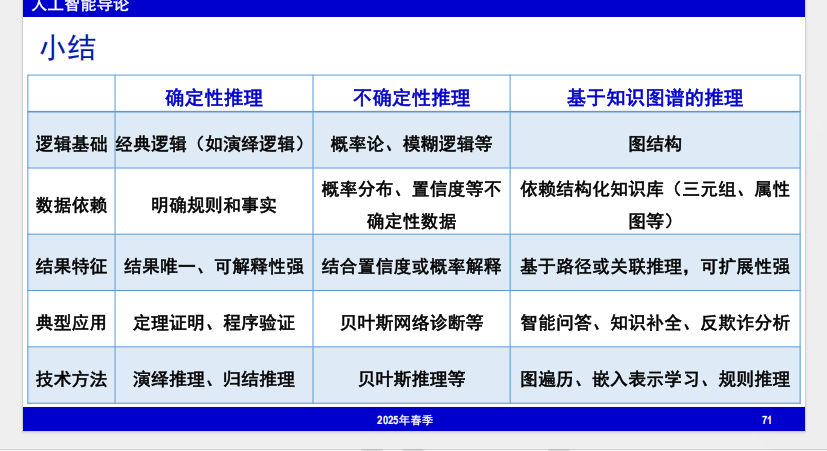 人工智能导论
小结
确定性推理 不确定性推理 基于知识图谱的推理
逻辑基础 经典逻辑（如演绎逻辑） 概率论、模糊逻辑等 图结构
数据依赖 明确规则和事实 概率分布、置信度等不 依赖结构化知识库（三元组、属性
确定性数据 图等）
结果特征 结果唯一、可解释性强 结合置信度或概率解释 基于路径或关联推理，可扩展性强
典型应用 定理证明、程序验证 贝叶斯网络诊断等 智能问答、知识补全、反欺诈分析
技术方法 演绎推理、归结推理 贝叶斯推理等 图遍历、嵌入表示学习、规则推理
2025年春季 71